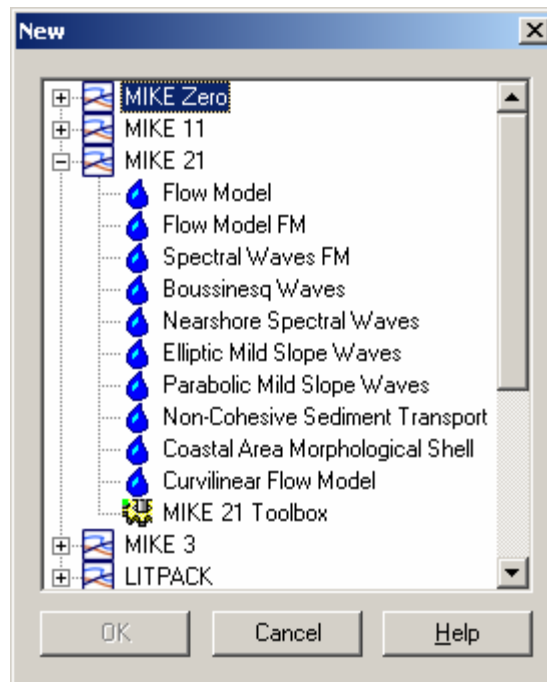 New
MIKE Zero
MIKE 11
MIKE 21
Flow Model
Flow Model FM
Spectral Waves FM
Boussinesq Waves
Nearshore Spectral Waves
Elliptic Mild Slope Waves
Parabolic Mild Slope Waves
Non-Cohesive Sediment Transport
Coastal Area Morphological Shell
Curvilinear Flow Model
MIKE 21 Toolbox
MIKE 3
LITPACK
OK Cancel Help